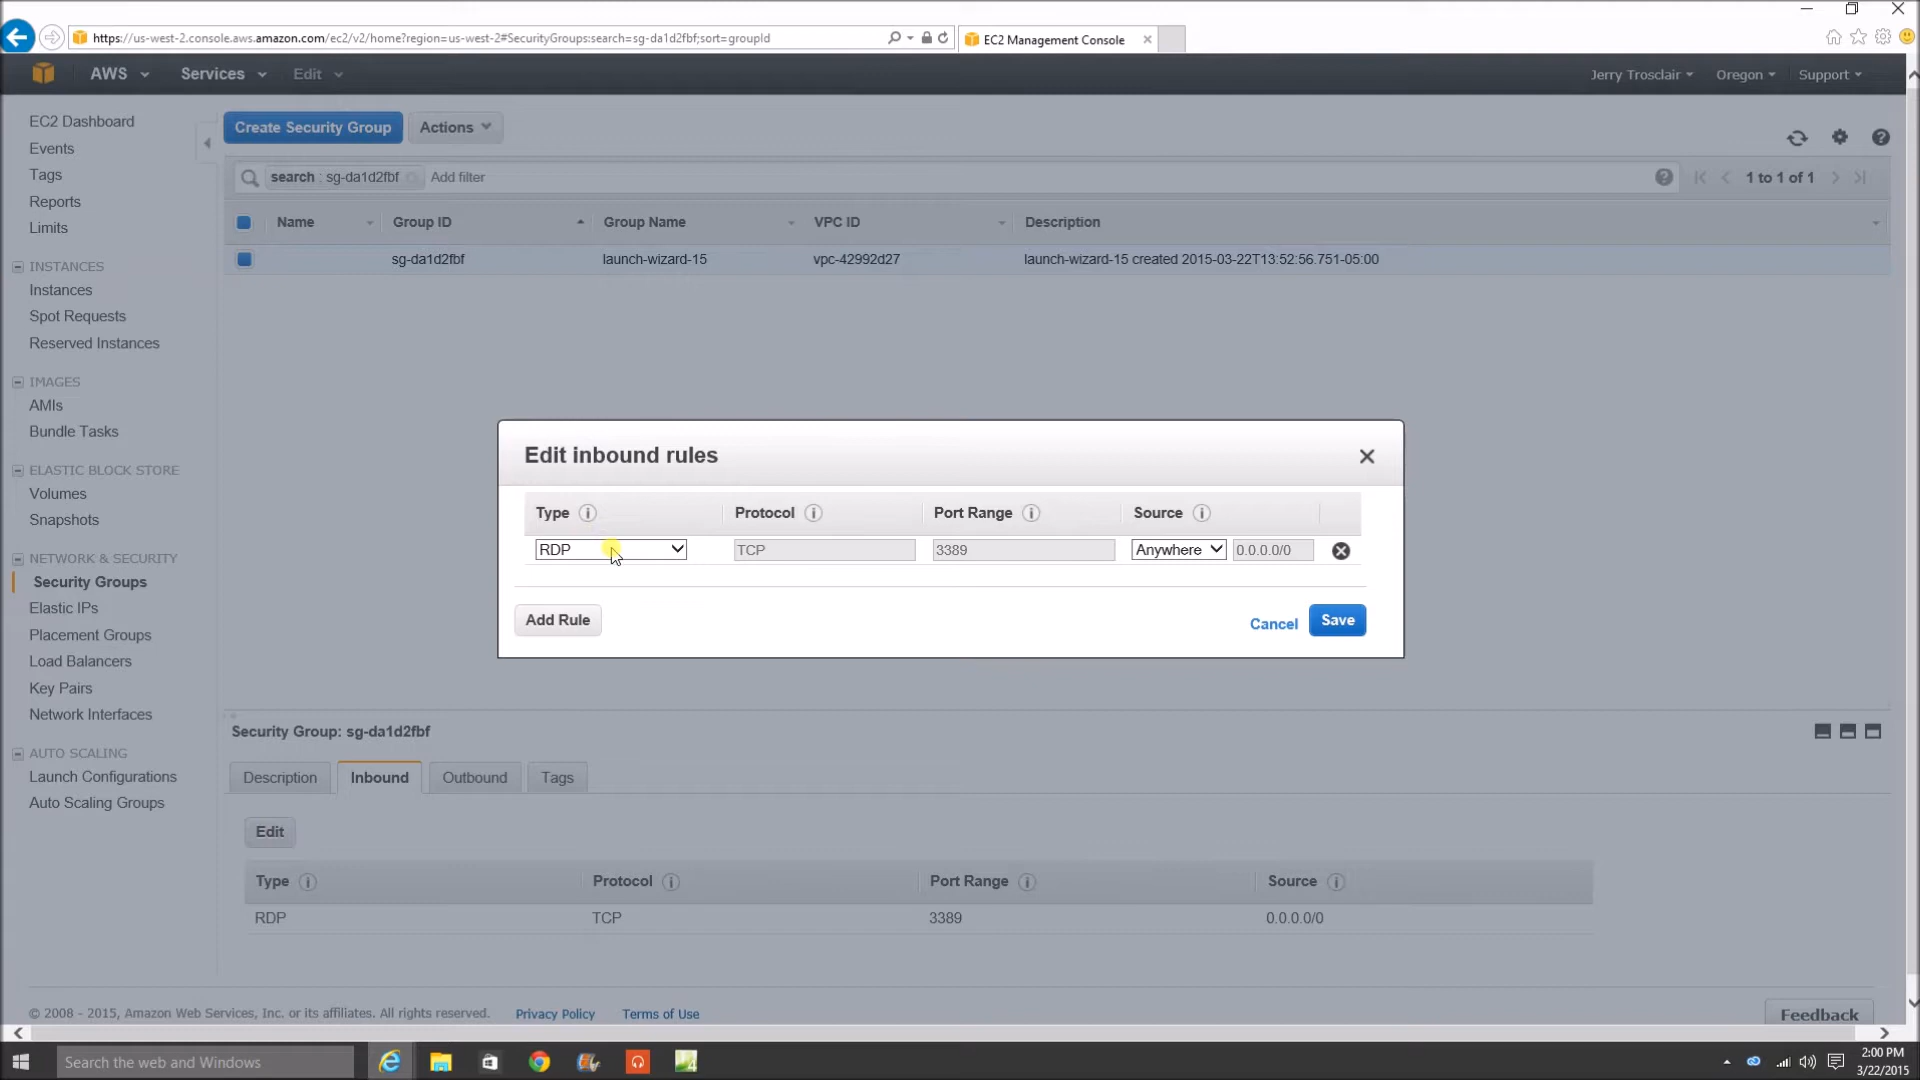 https://us-west-2.console.aws.amazon.com/ec2/v2/home?region=us-west-2#SecurityGroups:search=sg-da1d2fbf;sort=groupId
EC2 Management Console
AWS
Services
Edit
Jerry Trosclair
Oregon
Support
EC2 Dashboard
Events
Tags
Reports
Limits
INSTANCES
Instances
Spot Requests
Reserved Instances
IMAGES
AMIs
Bundle Tasks
ELASTIC BLOCK STORE
Volumes
Snapshots
NETWORK & SECURITY
Security Groups
Elastic IPs
Placement Groups
Load Balancers
Key Pairs
Network Interfaces
AUTO SCALING
Launch Configurations
Auto Scaling Groups
Create Security Group
Actions
search : sg-da1d2fbf
Add filter
1 to 1 of 1
Name Group ID Group Name VPC ID Description
sg-da1d2fbf launch-wizard-15 vpc-42992d27 launch-wizard-15 created 2015-03-22T13:52:56.751-05:00
Edit inbound rules
Type Protocol Port Range Source
RDP TCP 3389 Anywhere 0.0.0.0/0
Add Rule
Cancel
Save
Security Group: sg-da1d2fbf
Description
Inbound
Outbound
Tags
Edit
Type Protocol Port Range Source
RDP TCP 3389 0.0.0.0/0
© 2008 - 2015, Amazon Web Services, Inc. or its affiliates. All rights reserved.
Privacy Policy
Terms of Use
Feedback
Search the web and Windows
2:00 PM
3/22/2015